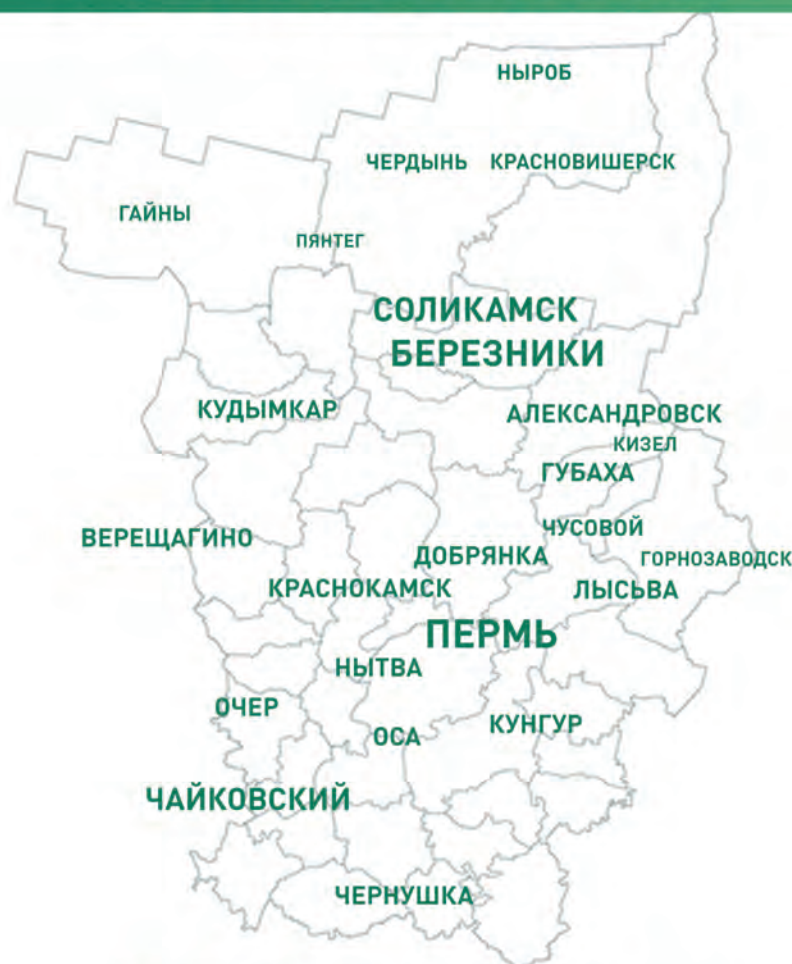 НЫРОБ
ЧЕРДЫНЬ КРАСНОВИШЕРСК
ГАЙНЫ
ПЯНТЕГ
СОЛИКАМСК
БЕРЕЗНИКИ
КУДЫМКАР
АЛЕКСАНДРОВСК
КИЗЕЛ
ГУБАХА
ЧУСОВОЙ
ВЕРЕЩАГИНО
ДОБРЯНКА
ГОРНОЗАВОДСК
КРАСНОКАМСК
ЛЫСЬВА
ПЕРМЬ
НЫТВА
ОЧЕР
КУНГУР
ОСА
ЧАЙКОВСКИЙ
ЧЕРНУШКА